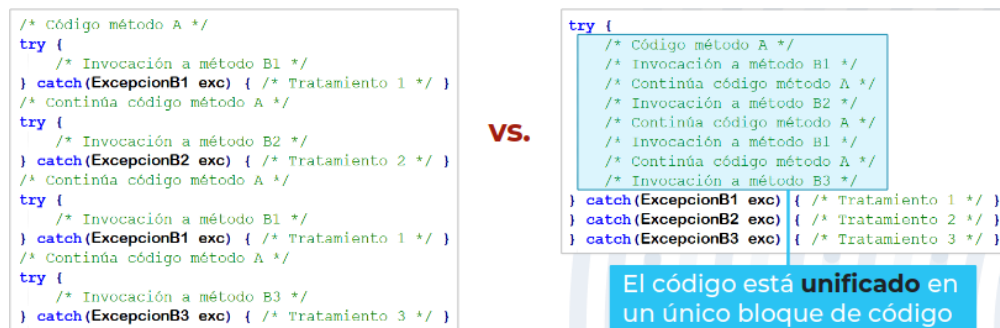 /* Código método A */
try {
/* Invocación a método B1 */
} catch(ExcepcionB1 exc) { /* Tratamiento 1 */ }
/* Continúa código método A */
try {
/* Invocación a método B2 */
} catch(ExcepcionB2 exc) { /* Tratamiento 2 */ }
/* Continúa código método A */
try {
/* Invocación a método B1 */
} catch(ExcepcionB1 exc) { /* Tratamiento 1 */ }
/* Continúa código método A */
try {
/* Invocación a método B3 */
} catch(ExcepcionB3 exc) { /* Tratamiento 3 */ }
vs.
try {
/* Código método A */
/* Invocación a método B1 */
/* Continúa código método A */
/* Invocación a método B2 */
/* Continúa código método A */
/* Invocación a método B1 */
/* Continúa código método A */
/* Invocación a método B3 */
} catch(ExcepcionB1 exc) { /* Tratamiento 1 */ }
} catch(ExcepcionB2 exc) { /* Tratamiento 2 */ }
} catch(ExcepcionB3 exc) { /* Tratamiento 3 */ }
El código está unificado en
un único bloque de código